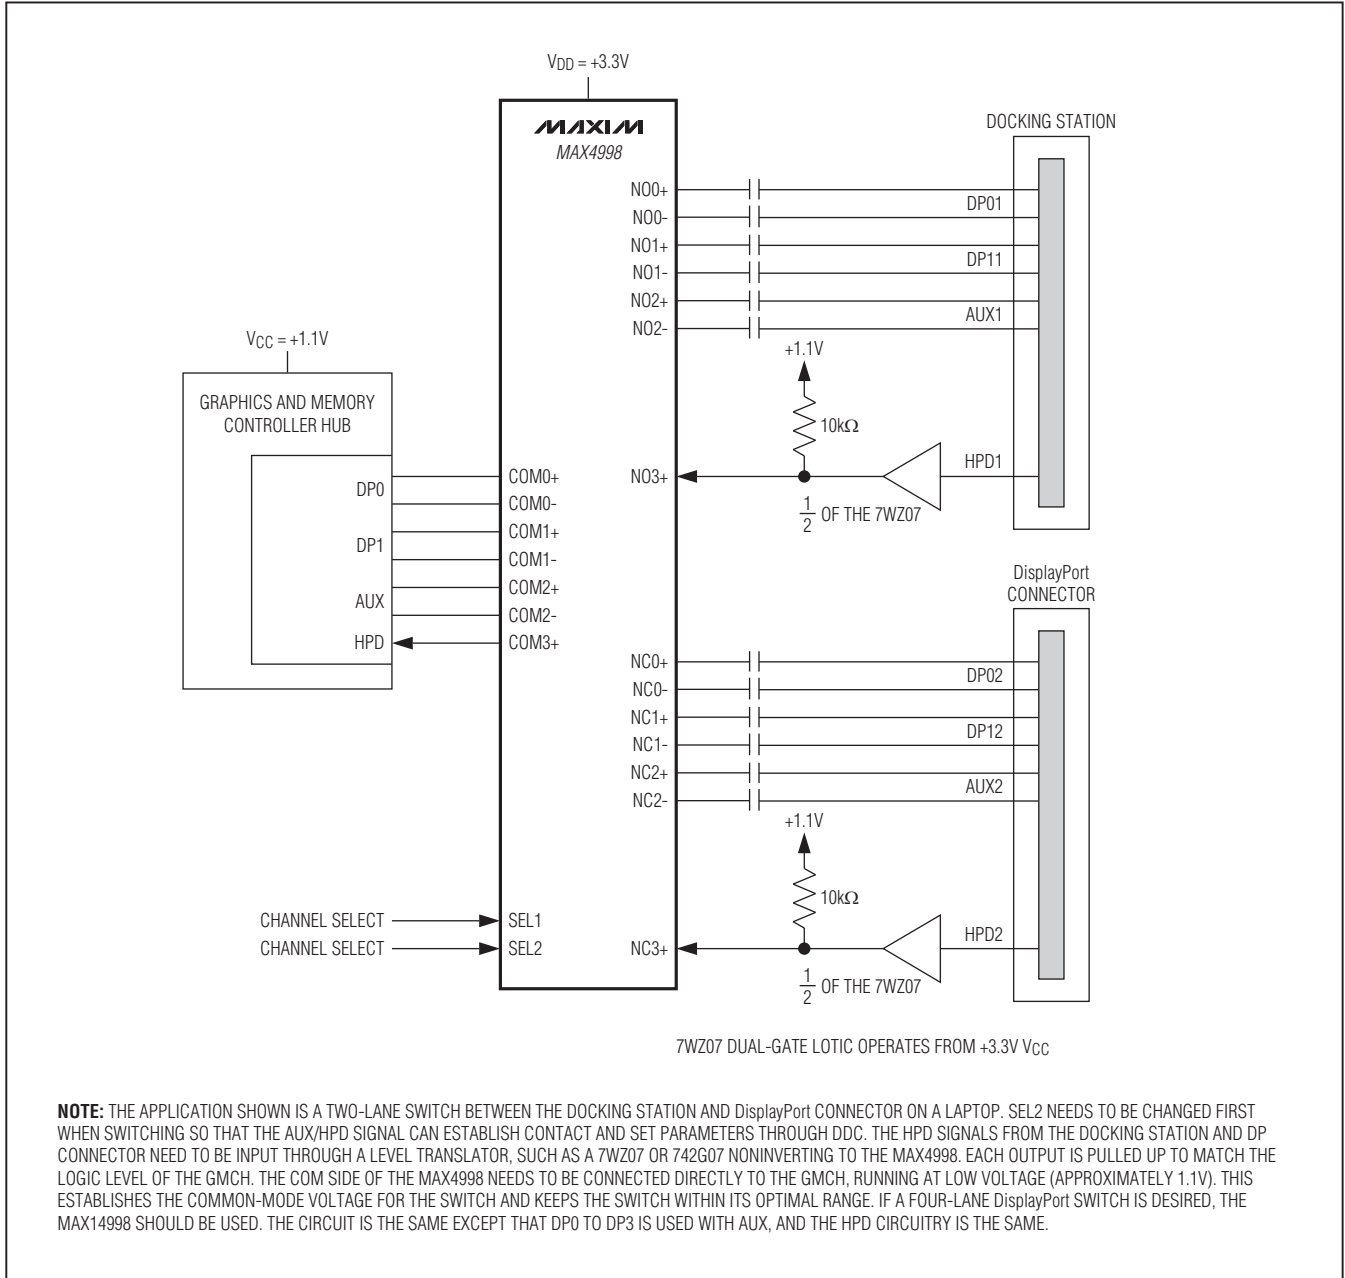 VDD = +3.3V
MAXIM
MAX4998
DOCKING STATION
NO0+
NO0-
NO1+
NO1-
NO2+
NO2-
DP01
DP11
AUX1
+1.1V
10kΩ
NO3+
HPD1
1/2 OF THE 7WZ07
VCC = +1.1V
GRAPHICS AND MEMORY
CONTROLLER HUB
DP0
DP1
AUX
HPD
COM0+
COM0-
COM1+
COM1-
COM2+
COM2-
COM3+
DisplayPort
CONNECTOR
NC0+
NC0-
NC1+
NC1-
NC2+
NC2-
DP02
DP12
AUX2
+1.1V
10kΩ
CHANNEL SELECT
CHANNEL SELECT
SEL1
SEL2
NC3+
HPD2
1/2 OF THE 7WZ07
7WZ07 DUAL-GATE LOTIC OPERATES FROM +3.3V VCC
NOTE: THE APPLICATION SHOWN IS A TWO-LANE SWITCH BETWEEN THE DOCKING STATION AND DisplayPort CONNECTOR ON A LAPTOP. SEL2 NEEDS TO BE CHANGED FIRST
WHEN SWITCHING SO THAT THE AUX/HPD SIGNAL CAN ESTABLISH CONTACT AND SET PARAMETERS THROUGH DDC. THE HPD SIGNALS FROM THE DOCKING STATION AND DP
CONNECTOR NEED TO BE INPUT THROUGH A LEVEL TRANSLATOR, SUCH AS A 7WZ07 OR 742G07 NONINVERTING TO THE MAX4998. EACH OUTPUT IS PULLED UP TO MATCH THE
LOGIC LEVEL OF THE GMCH. THE COM SIDE OF THE MAX4998 NEEDS TO BE CONNECTED DIRECTLY TO THE GMCH, RUNNING AT LOW VOLTAGE (APPROXIMATELY 1.1V). THIS
ESTABLISHES THE COMMON-MODE VOLTAGE FOR THE SWITCH AND KEEPS THE SWITCH WITHIN ITS OPTIMAL RANGE. IF A FOUR-LANE DisplayPort SWITCH IS DESIRED, THE
MAX14998 SHOULD BE USED. THE CIRCUIT IS THE SAME EXCEPT THAT DP0 TO DP3 IS USED WITH AUX, AND THE HPD CIRCUITRY IS THE SAME.